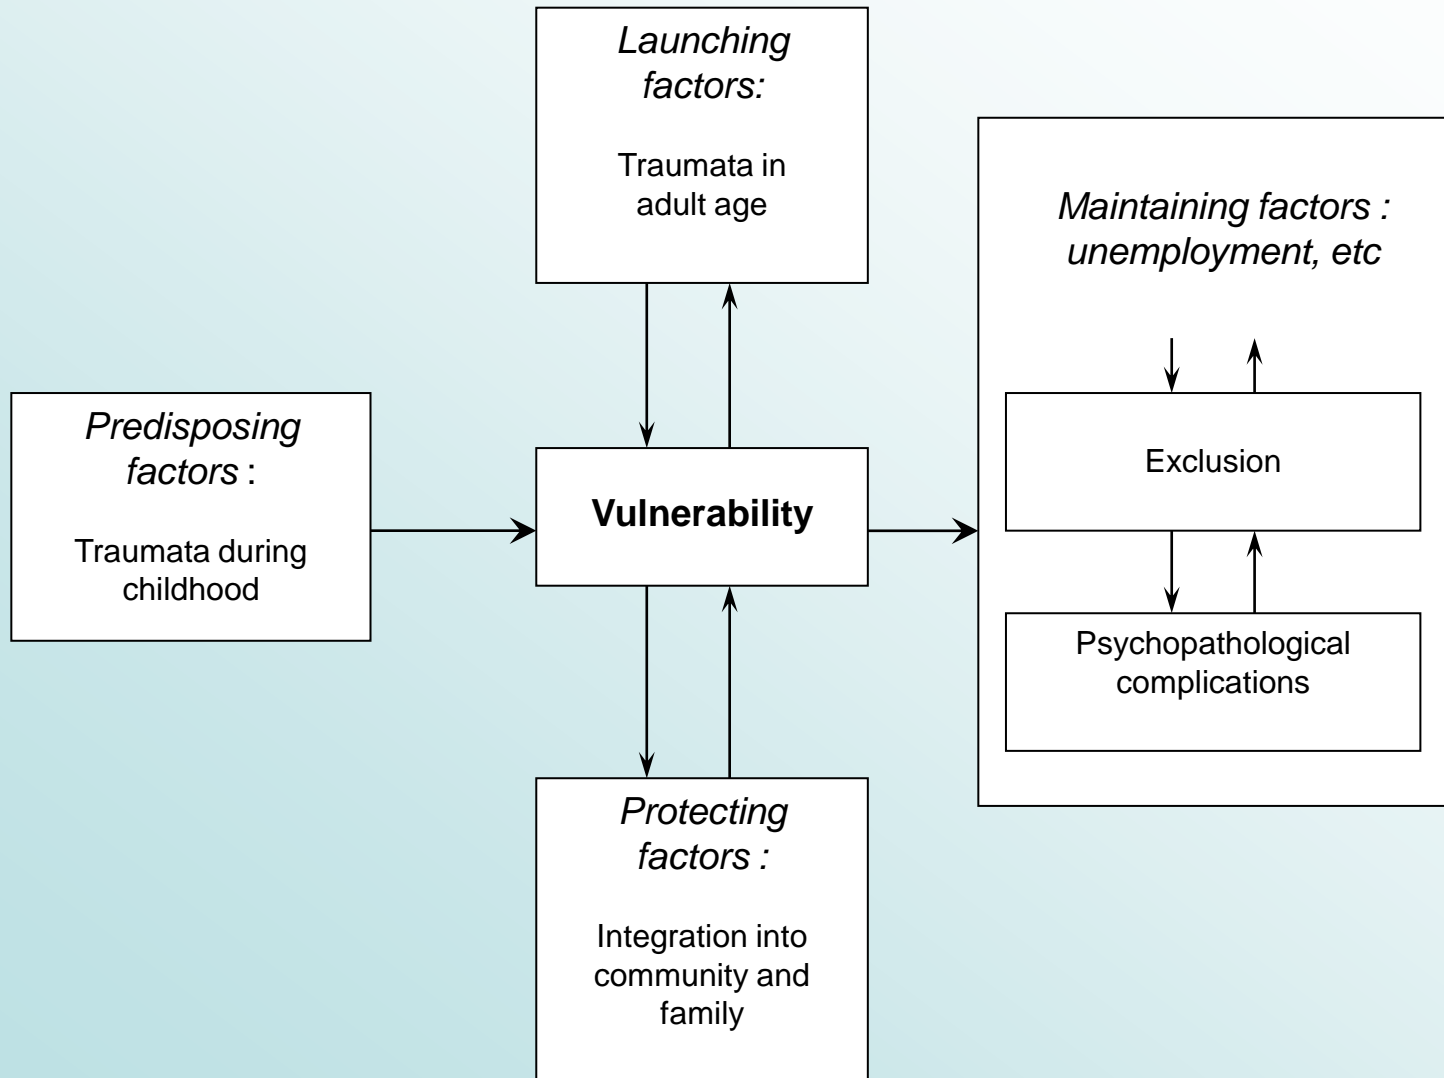 Launching
factors:
Traumata in
adult age
Maintaining factors :
unemployment, etc
Predisposing
factors :
Traumata during
childhood
Vulnerability
Exclusion
Psychopathological
complications
Protecting
factors :
Integration into
community and
family